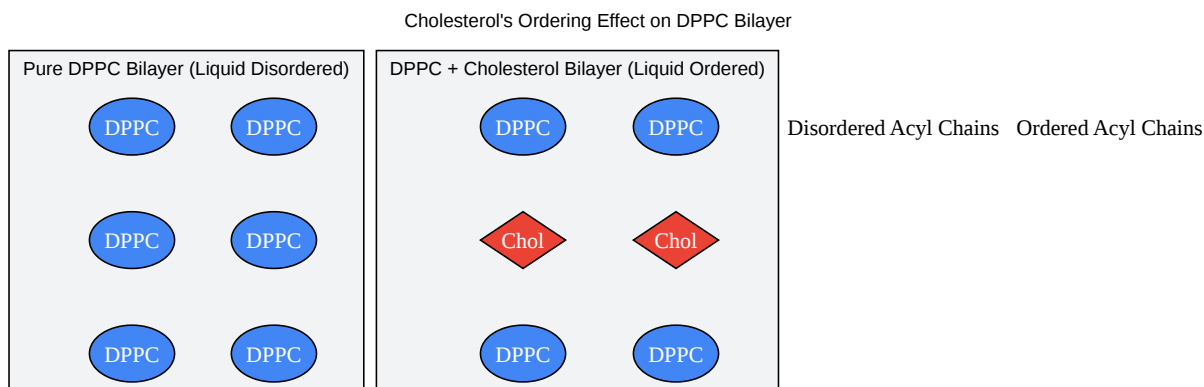 Cholesterol's Ordering Effect on DPPC Bilayer
Pure DPPC Bilayer (Liquid Disordered)
DPPC DPPC
DPPC DPPC
DPPC DPPC
DPPC + Cholesterol Bilayer (Liquid Ordered)
DPPC DPPC
Chol Chol
DPPC DPPC
Disordered Acyl Chains
Ordered Acyl Chains